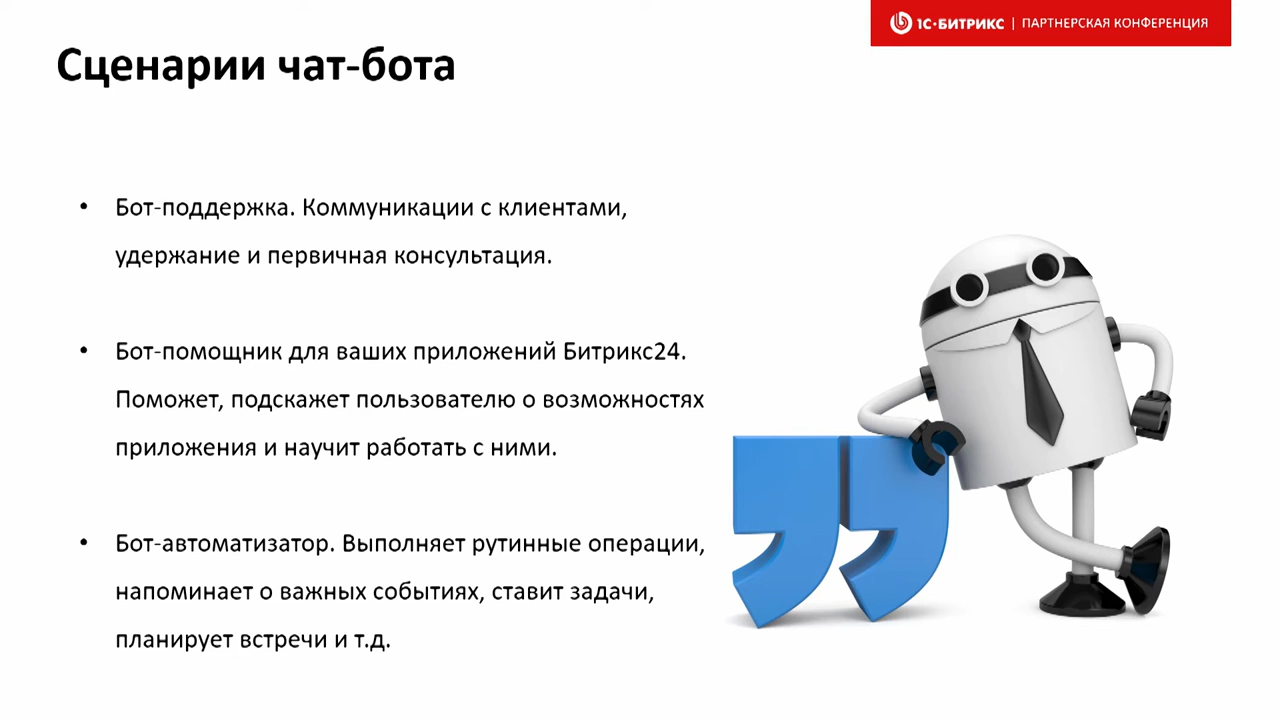 1С·БИТРИКС | ПАРТНЕРСКАЯ КОНФЕРЕНЦИЯ
Сценарии чат-бота
• Бот-поддержка. Коммуникации с клиентами,
удержание и первичная консультация.
• Бот-помощник для ваших приложений Битрикс24.
Поможет, подскажет пользователю о возможностях
приложения и научит работать с ними.
• Бот-автоматизатор. Выполняет рутинные операции,
напоминает о важных событиях, ставит задачи,
планирует встречи и т.д.